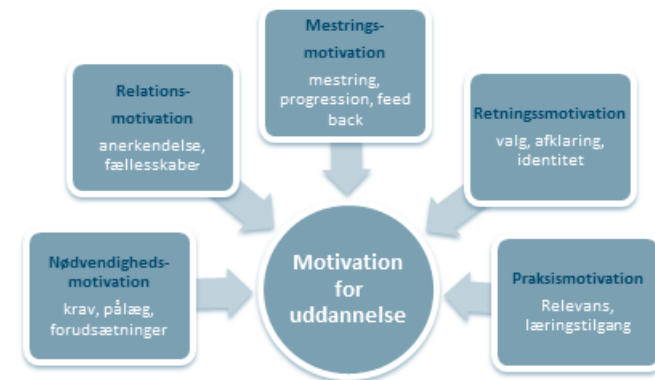 Mestrings-
motivation
mestring,
progression, feed
back
Relations-
motivation
anerkendelse,
fællesskaber
Retningssmotivation
valg, afklaring,
identitet
Nødvendigheds-
motivation
krav, pålæg,
forudsætninger
Motivation
for
uddannelse
Praksismotivation
Relevans,
læringstilgang